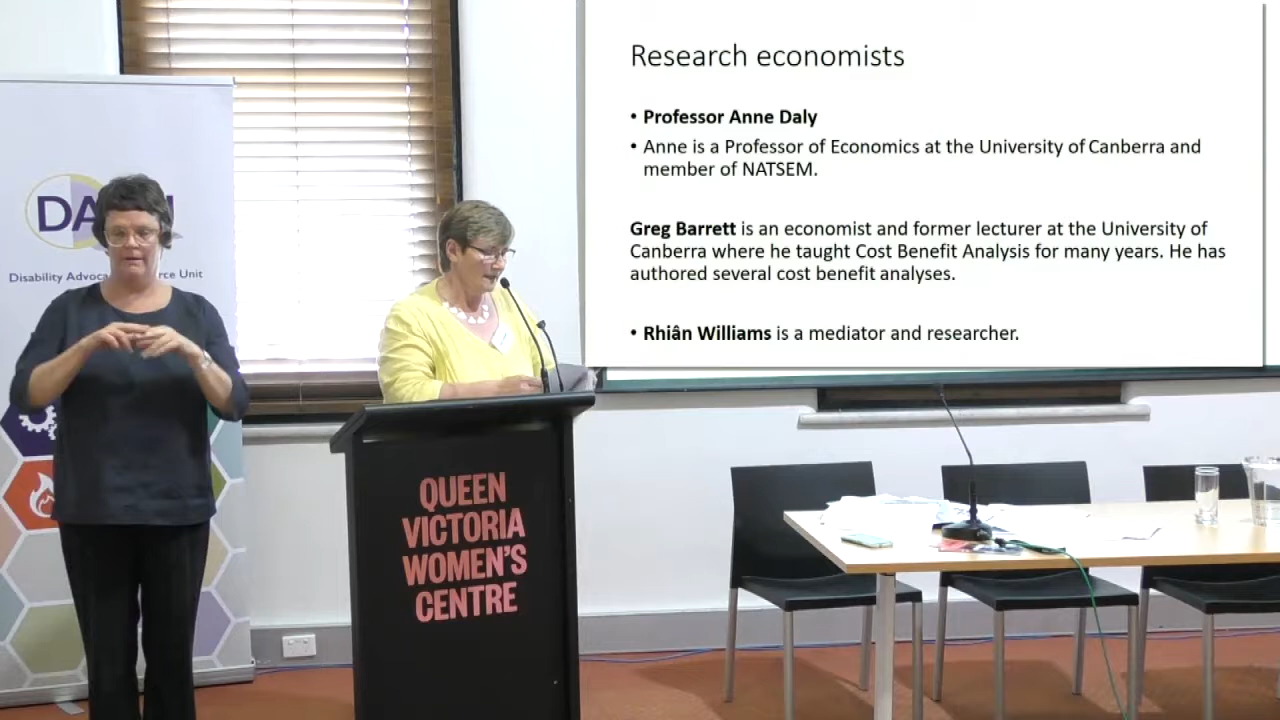 Research economists
• Professor Anne Daly
• Anne is a Professor of Economics at the University of Canberra and
member of NATSEM.
Greg Barrett is an economist and former lecturer at the University of
Canberra where he taught Cost Benefit Analysis for many years. He has
authored several cost benefit analyses.
• Rhiân Williams is a mediator and researcher.
Disability
QUEEN
VICTORIA
WOMEN'S
CENTRE